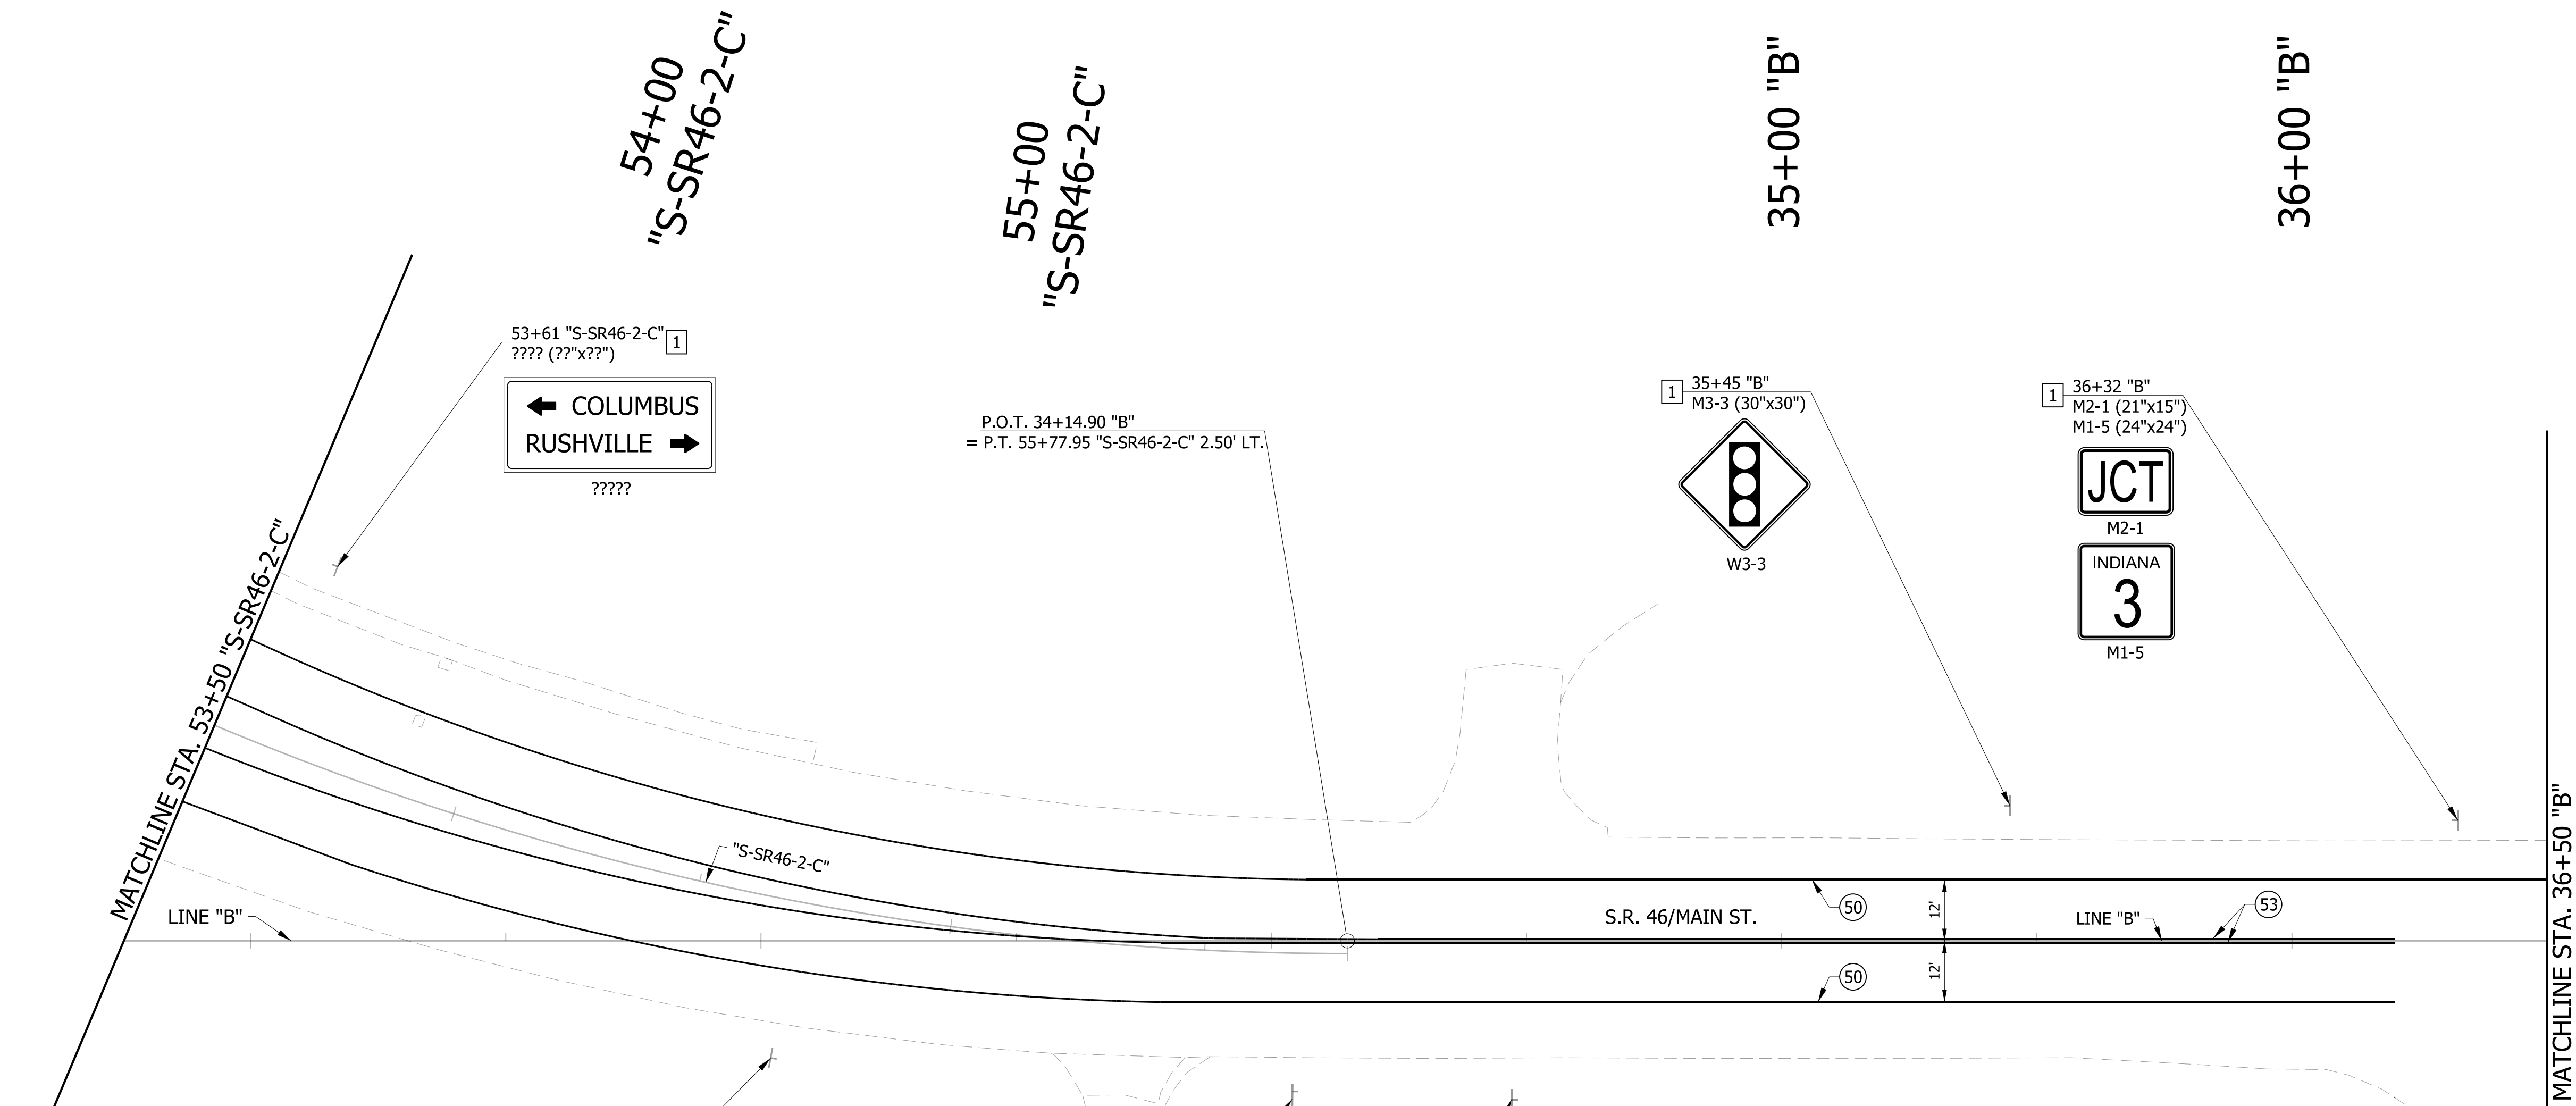 54+00
"S-SR46-2-C"
55+00
"S-SR46-2-C"
35+00 "B"
36+00 "B"
53+61 "S-SR46-2-C"
???? (??"x??")
1
COLUMBUS
RUSHVILLE
?????
P.O.T. 34+14.90 "B"
= P.T. 55+77.95 "S-SR46-2-C" 2.50' LT.
1
35+45 "B"
M3-3 (30"x30")
W3-3
1
36+32 "B"
M2-1 (21"x15")
M1-5 (24"x24")
JCT
M2-1
INDIANA
3
M1-5
MATCHLINE STA. 53+50 "S-SR46-2-C"
"S-SR46-2-C"
LINE "B"
S.R. 46/MAIN ST.
50
12'
LINE "B"
53
50
12'
MATCHLINE STA. 36+50 "B"